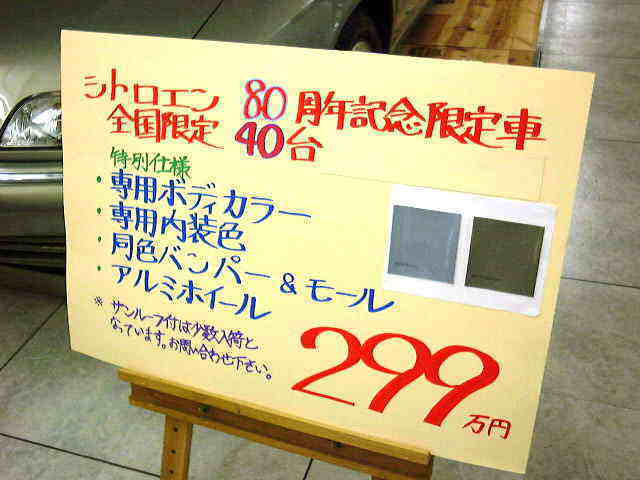 シトロエン 80周年記念限定車
全国限定 40台
特別仕様
・専用ボディカラー
・専用内装色
・同色バンパー&モール
・アルミホイール
※ サンルーフ付は少数入荷と
なっています。お問い合わせ下さい。
299万円